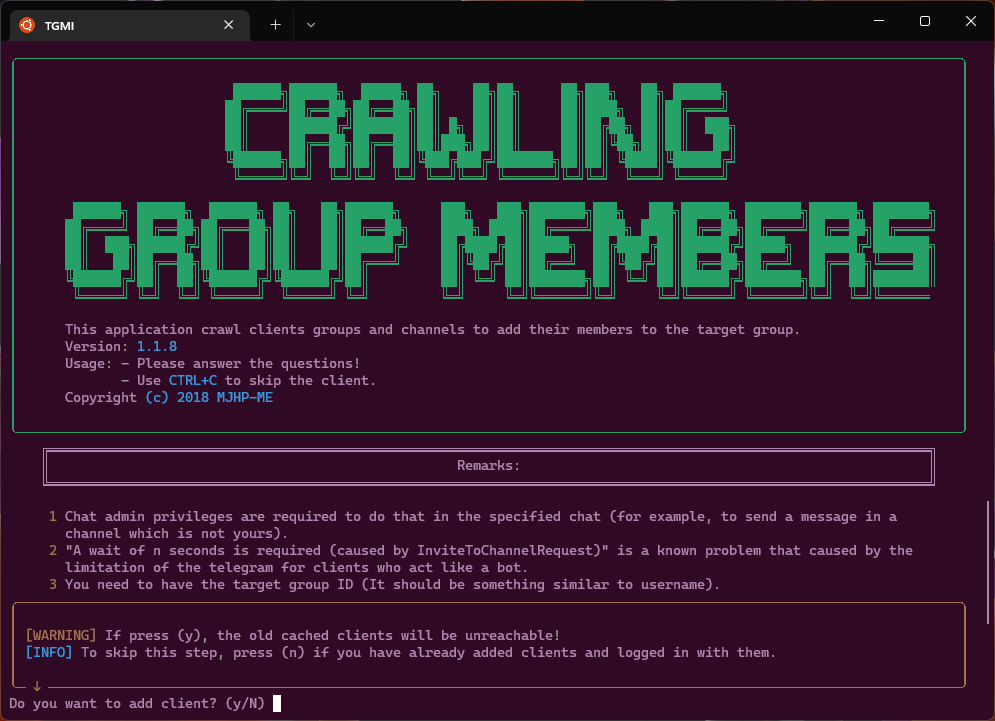 TGMI
CRAWLING
GROUP MEMBERS
This application crawl clients groups and channels to add their members to the target group.
Version: 1.1.8
Usage: - Please answer the questions!
- Use CTRL+C to skip the client.
Copyright (c) 2018 MJHP-ME
Remarks:
1 Chat admin privileges are required to do that in the specified chat (for example, to send a message in a
channel which is not yours).
2 "A wait of n seconds is required (caused by InviteToChannelRequest)" is a known problem that caused by the
limitation of the telegram for clients who act like a bot.
3 You need to have the target group ID (It should be something similar to username).
[WARNING] If press (y), the old cached clients will be unreachable!
[INFO] To skip this step, press (n) if you have already added clients and logged in with them.
↓
Do you want to add client? (y/N)